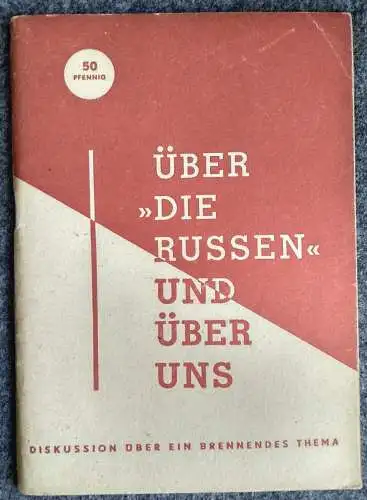 50
PFENNIG
ÜBER
»DIE
RUSSEN«
UND
ÜBER
UNS
DISKUSSION ÜBER EIN BRENNENDES THEMA